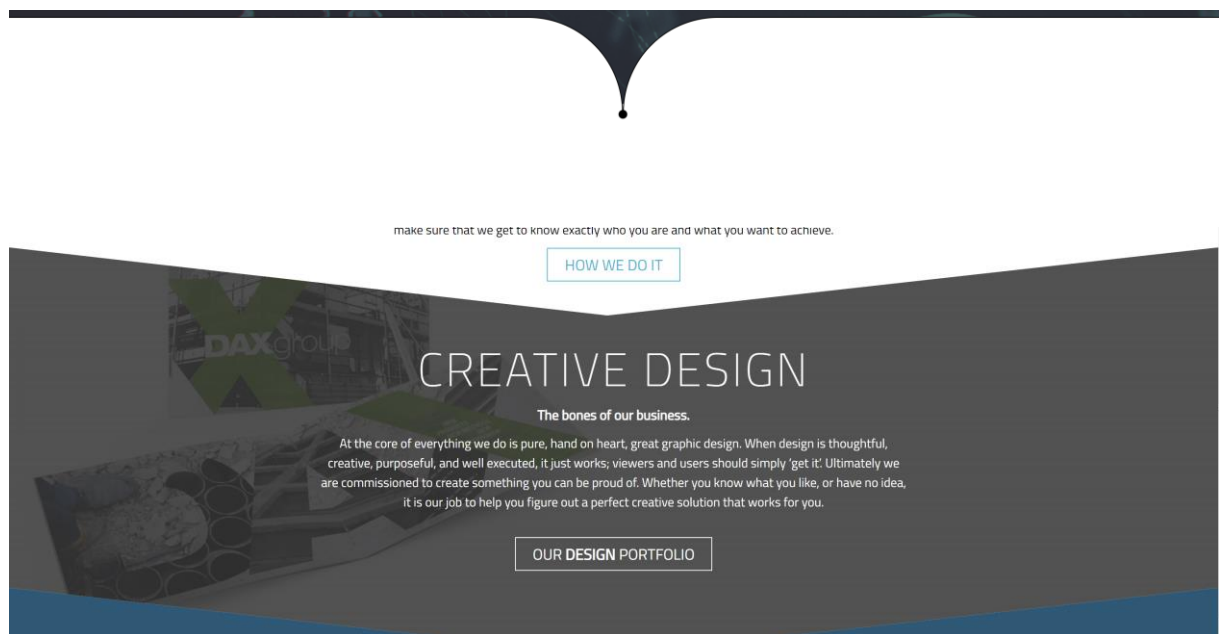 make sure that we get to know exactly who you are and what you want to achieve.
HOW WE DO IT
DAXgroup
CREATIVE DESIGN
The bones of our business.
At the core of everything we do is pure, hand on heart, great graphic design. When design is thoughtful,
creative, purposeful, and well executed, it just works; viewers and users should simply 'get it'. Ultimately we
are commissioned to create something you can be proud of. Whether you know what you like, or have no idea,
it is our job to help you figure out a perfect creative solution that works for you.
OUR DESIGN PORTFOLIO